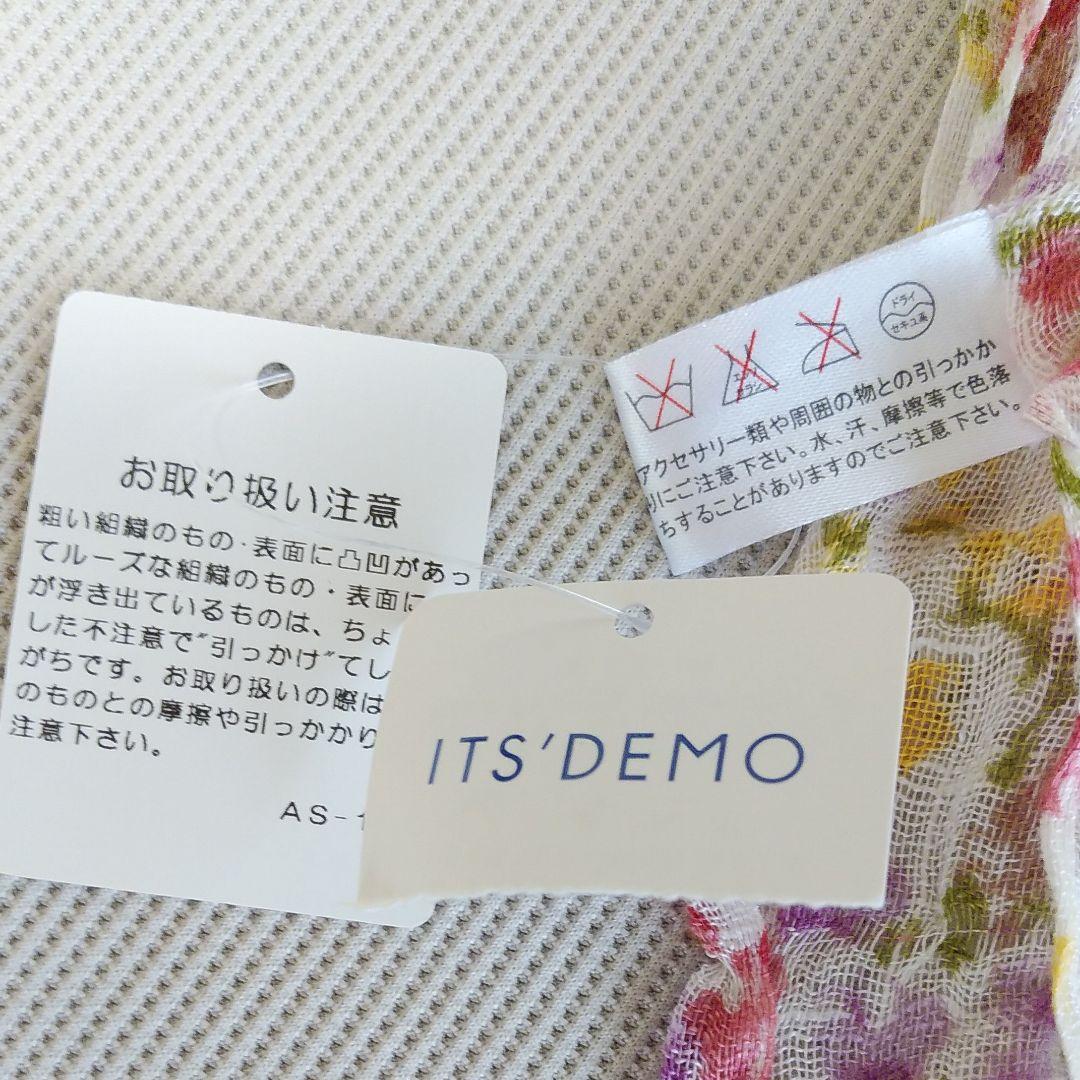 お取り扱い注意
粗い組織のもの・表面に凸凹があっ
てルーズな組織のもの・表面に
が浮き出ているものは、ちょ
した不注意で"引っかけ"てし
がちです。お取り扱いの際は
のものとの摩擦や引っかかり
注意下さい。
AS-1
ITS'DEMO
エンソ
サラシ
ドライ
セキユ系
アクセサリー類や周囲の物との引っかか
りにご注意下さい。水、汗、摩擦等で色落
ちすることがありますのでご注意下さい。